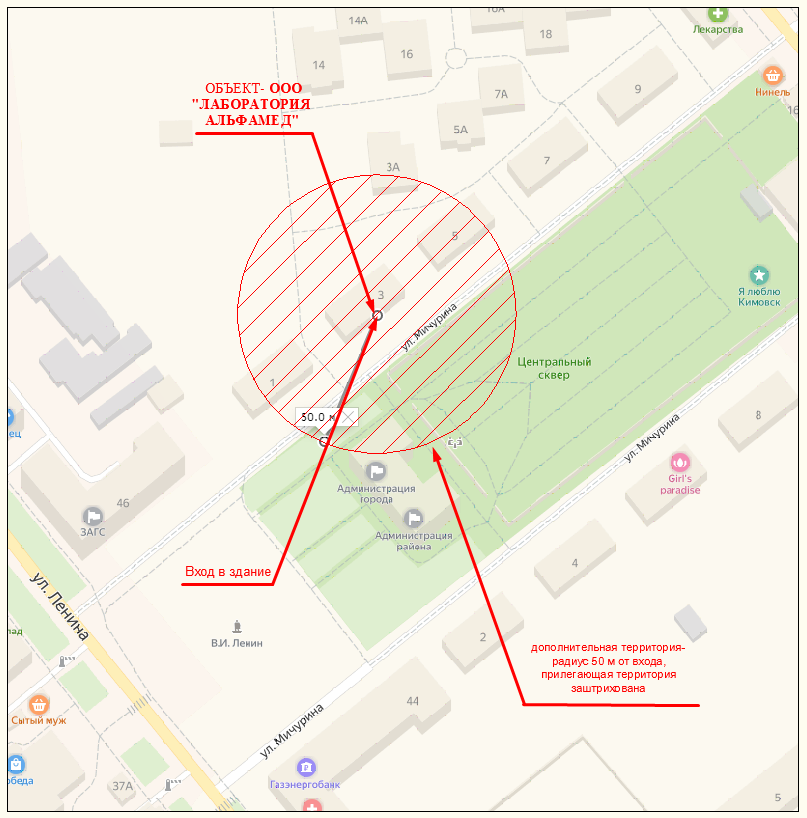 14А
16А
18
Лекарства
14
16
Нинель
ОБЪЕКТ- ООО
"ЛАБОРАТОРИЯ
АЛЬФАМЕД"
7А
9
16
5А
7
3А
5
3
Я люблю
Кимовск
ул. Мичурина
Центральный
сквер
1
50.0 м
8
ул. Мичурина
Girl's
paradise
46
ЗАГС
Администрация
города
Администрация
района
Вход в здание
4
ул. Ленина
2
В.И. Ленин
дополнительная территория-
радиус 50 м от входа,
прилегающая территория
заштрихована
44
Сытый муж
ул. Мичурина
Газэнергобанк
37А
5